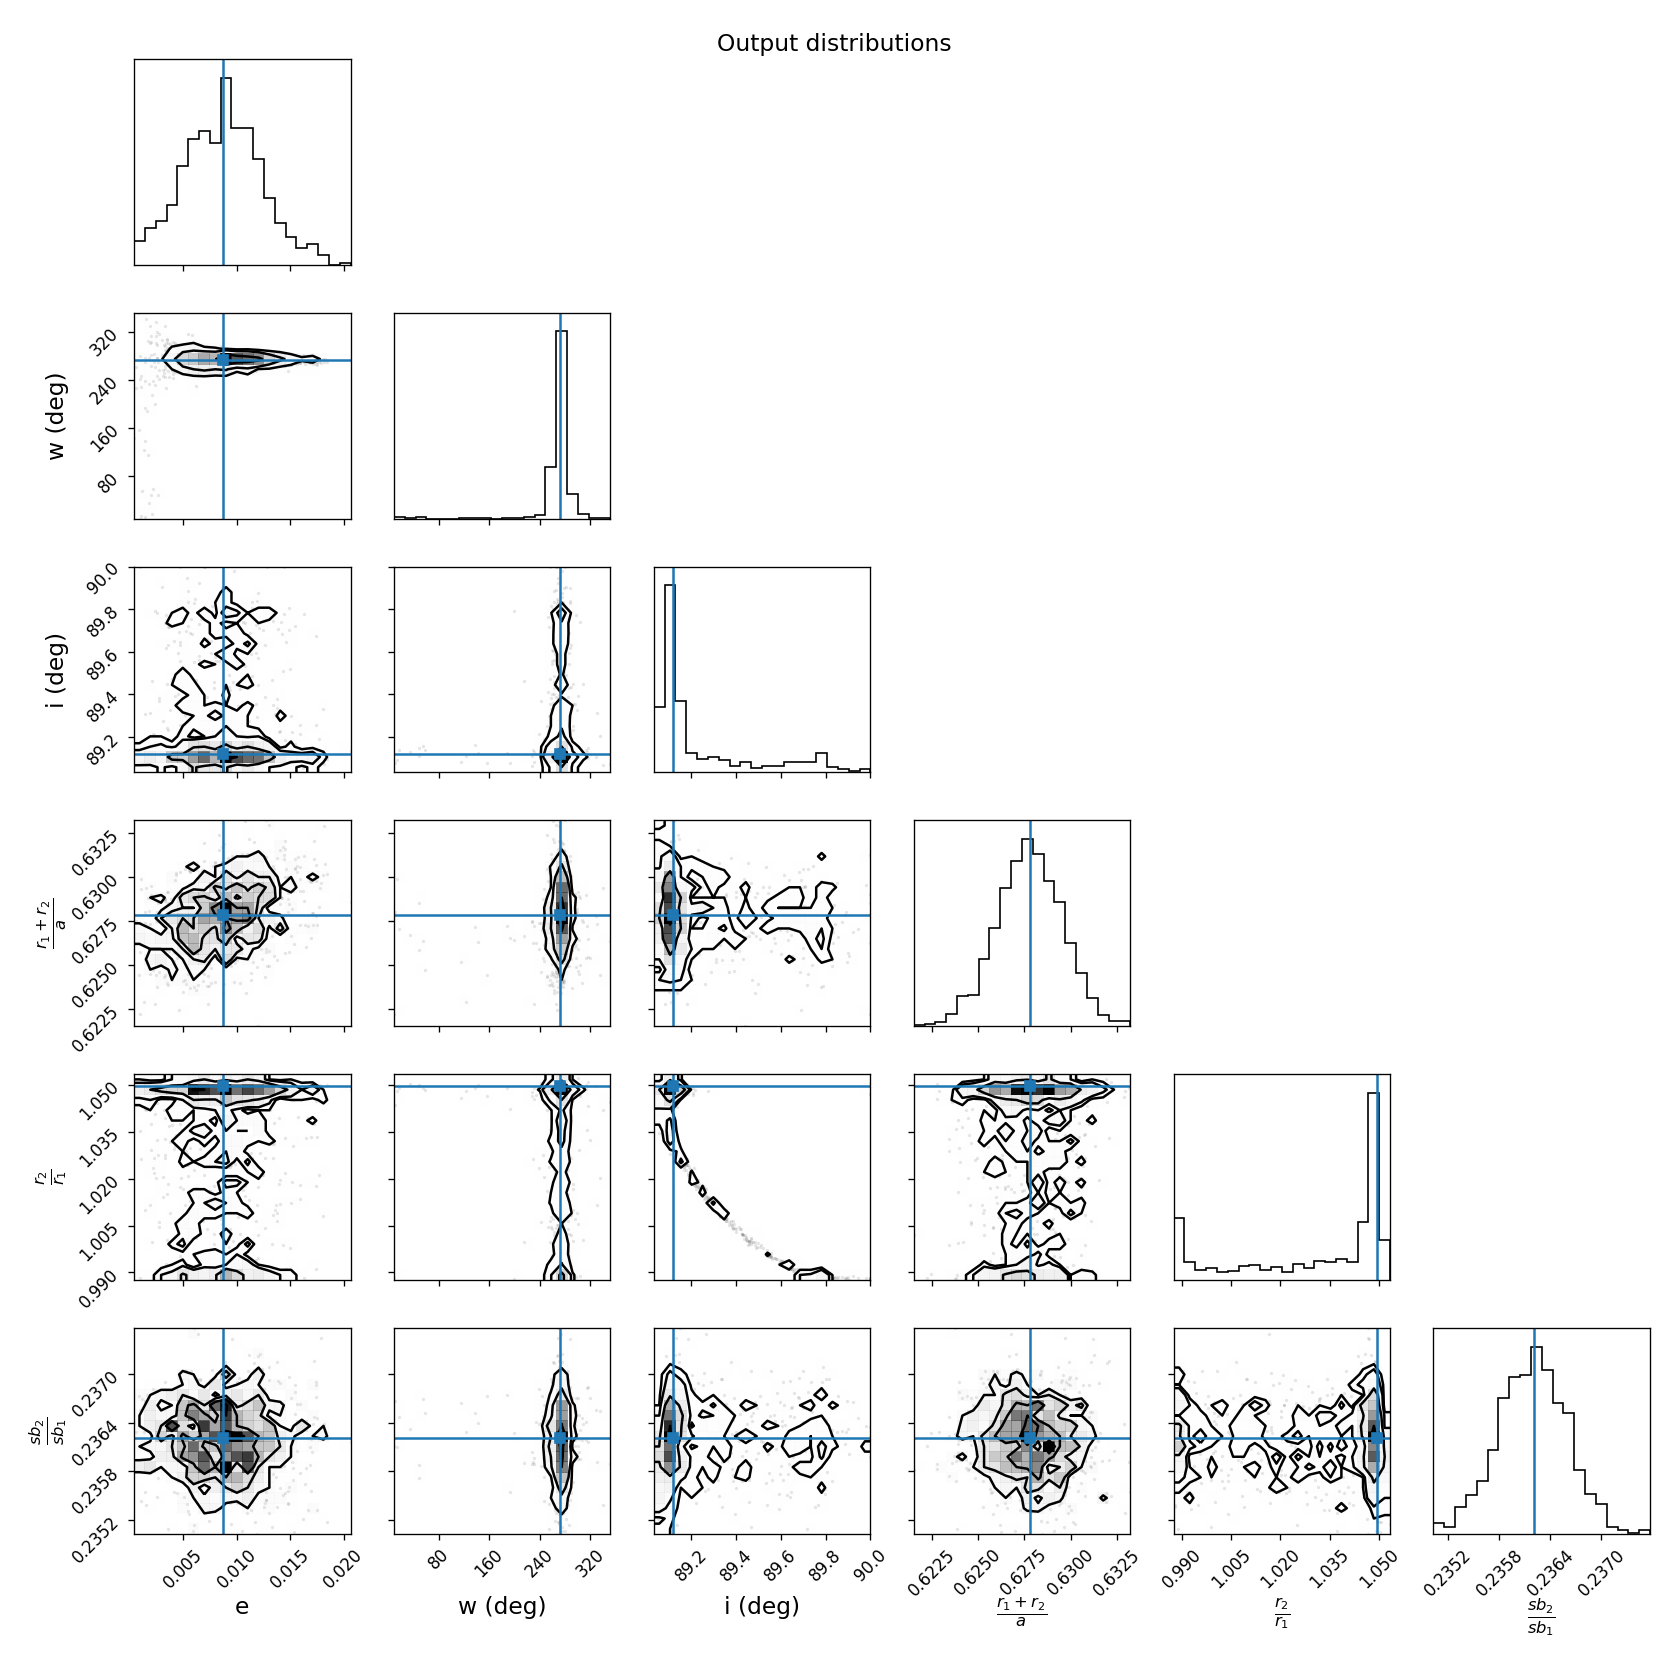 Output distributions
320
240
160
80
w (deg)
90.0
89.8
89.6
89.4
89.2
i (deg)
0.6325
0.6300
0.6275
0.6250
0.6225
r₁ + r₂
a
1.050
1.035
1.020
1.005
0.990
r₂
r₁
0.2370
0.2364
0.2358
0.2352
sb₂
sb₁
0.005 0.010 0.015 0.020 80 160 240 320 89.2 89.4 89.6 89.8 90.0 0.6225 0.6250 0.6275 0.6300 0.6325 0.990 1.005 1.020 1.035 1.050 0.2352 0.2358 0.2364 0.2370
e w (deg) i (deg) r₁ + r₂ r₂ sb₂
a r₁ sb₁